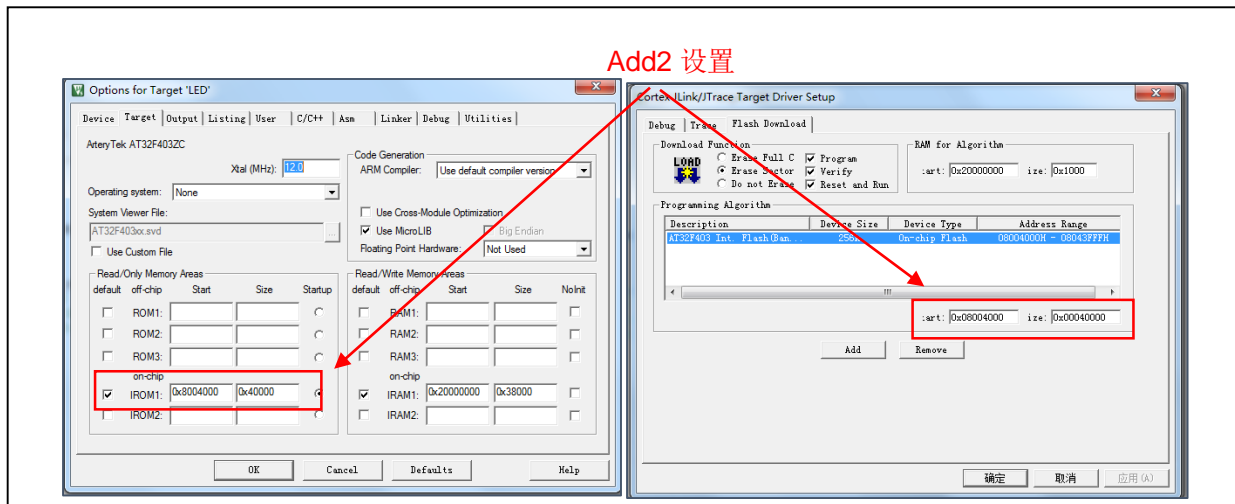 Add2 设置
Options for Target 'LED'
Device Target Output Listing User C/C++ Asm Linker Debug Utilities
ArteryTek AT32F403ZC
Xtal (MHz): 12.0
Operating system: None
System Viewer File:
AT32F403xx.svd
...
Use Custom File
Code Generation
ARM Compiler: Use default compiler version
Use Cross-Module Optimization
Use MicroLIB Big Endian
Floating Point Hardware: Not Used
Read/Only Memory Areas
default off-chip Start Size Startup
ROM1:
ROM2:
ROM3:
on-chip
IROM1: 0x8004000 0x40000
IROM2:
Read/Write Memory Areas
default off-chip Start Size NoInit
RAM1:
RAM2:
RAM3:
on-chip
IRAM1: 0x20000000 0x38000
IRAM2:
OK Cancel Defaults Help
Cortex JLink/JTrace Target Driver Setup
Debug Trace Flash Download
Download Function
LOAD
Erase Full C Program
Erase Sector Verify
Do not Erase Reset and Run
RAM for Algorithm
:art: 0x20000000 ize: 0x1000
Programming Algorithm
Description Device Size Device Type Address Range
AT32F403 Int. Flash(Ban... On-chip Flash 08004000H - 08043FFFH
:art: 0x08004000 ize: 0x00040000
Add Remove
确定 取消 应用(A)